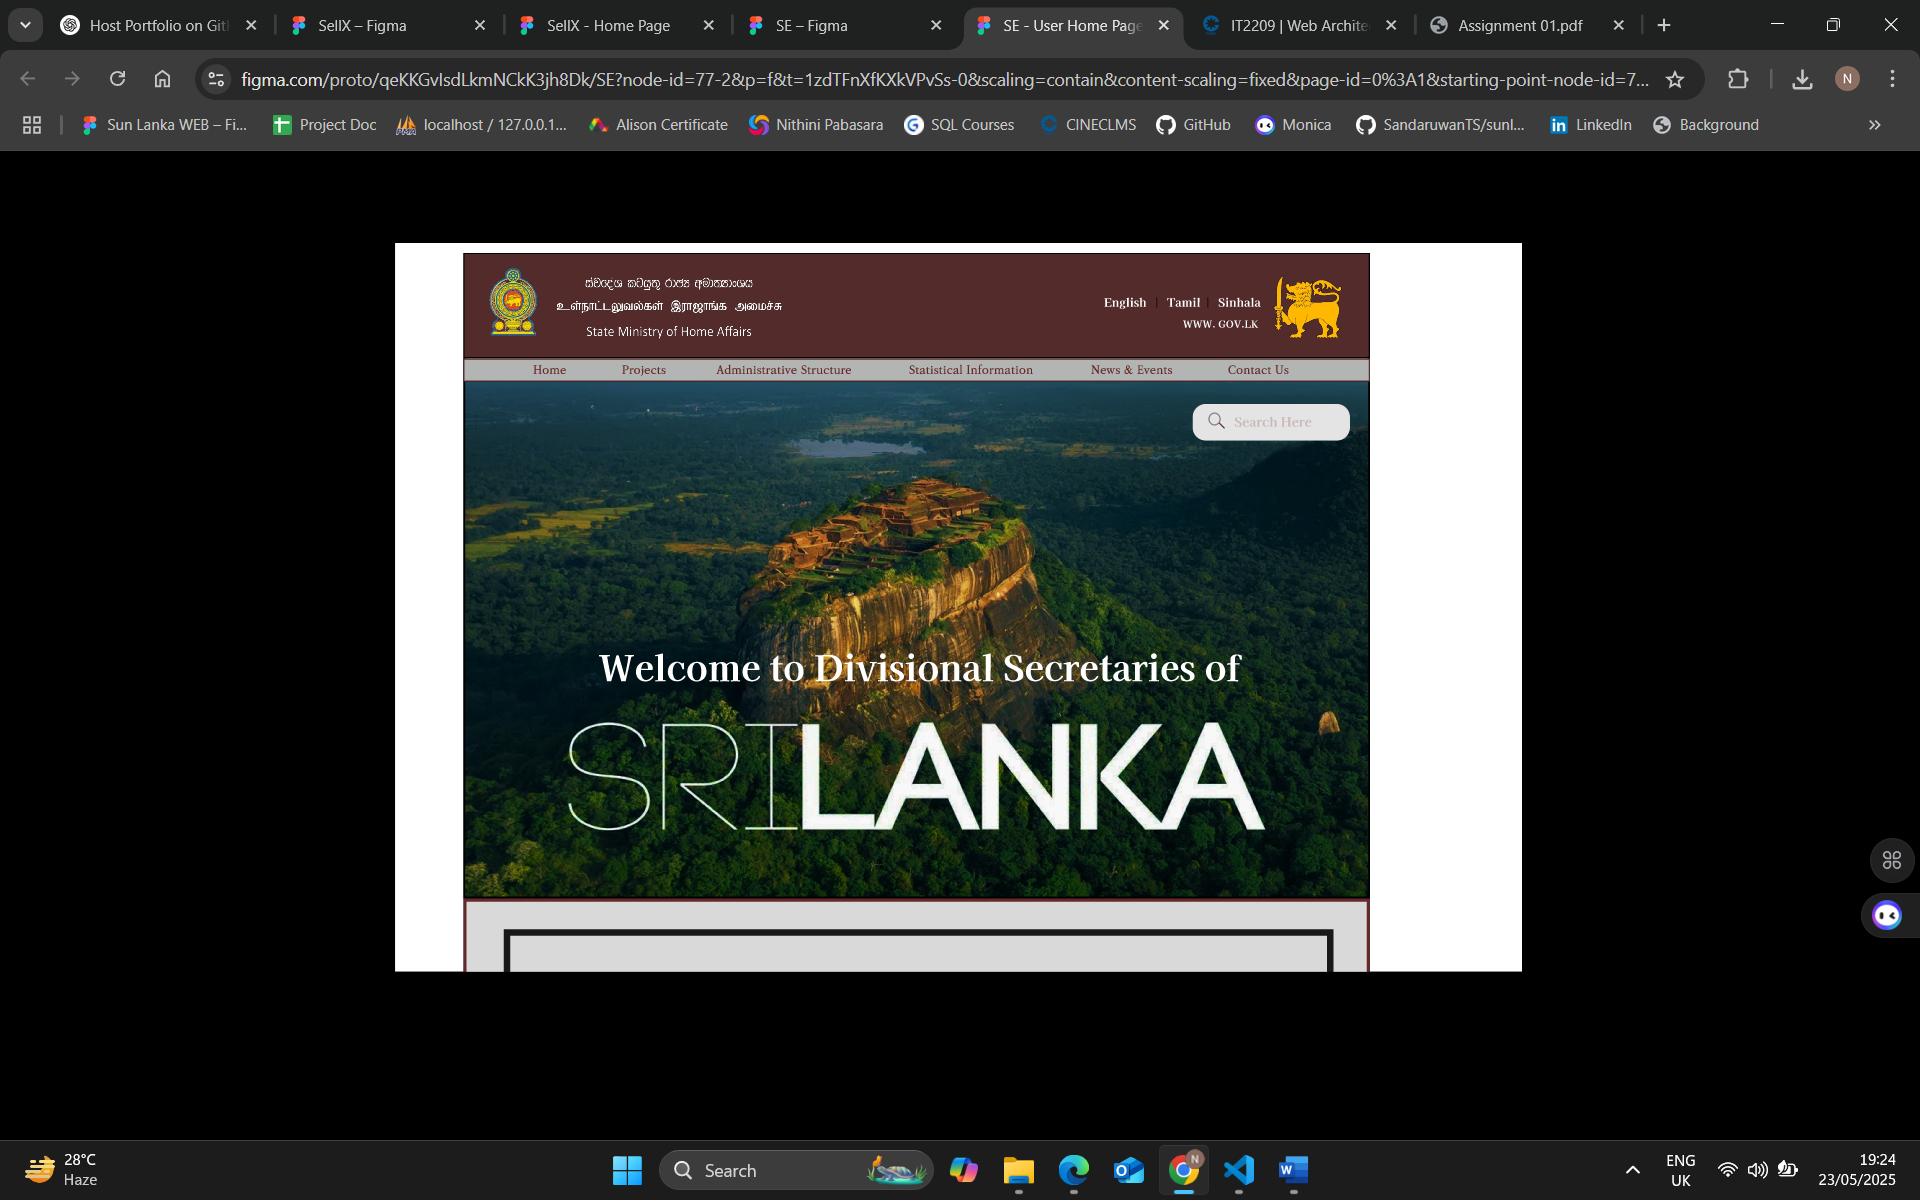 Host Portfolio on Git
SellX – Figma
SellX - Home Page
SE – Figma
SE - User Home Page
IT2209 | Web Archite
Assignment 01.pdf
figma.com/proto/qeKKGvIsdLkmNCkK3jh8Dk/SE?node-id=77-2&p=f&t=1zdTFnXfKXkVPvSs-0&scaling=contain&content-scaling=fixed&page-id=0%3A1&starting-point-node-id=7...
N
Sun Lanka WEB – Fi...
Project Doc
localhost / 127.0.0.1...
Alison Certificate
Nithini Pabasara
SQL Courses
CINECLMS
GitHub
Monica
SandaruwanTS/sunl...
LinkedIn
Background
ස්වදේශ කටයුතු රාජ්‍ය අමාත්‍යාංශය
உள்நாட்டலுவல்கள் இராஜாங்க அமைச்சு
State Ministry of Home Affairs
English | Tamil | Sinhala
WWW. GOV.LK
Home
Projects
Administrative Structure
Statistical Information
News & Events
Contact Us
Search Here
Welcome to Divisional Secretaries of
SRILANKA
28°C
Haze
Search
ENG
UK
19:24
23/05/2025